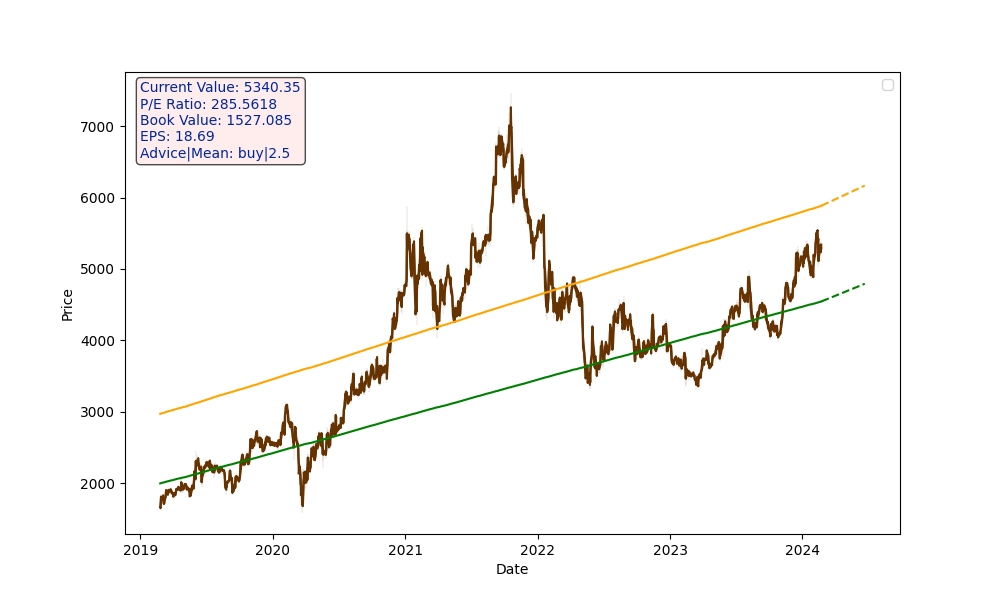 Current Value: 5340.35
P/E Ratio: 285.5618
Book Value: 1527.085
EPS: 18.69
Advice|Mean: buy|2.5
7000
6000
5000
4000
3000
2000
Price
2019 2020 2021 2022 2023 2024
Date